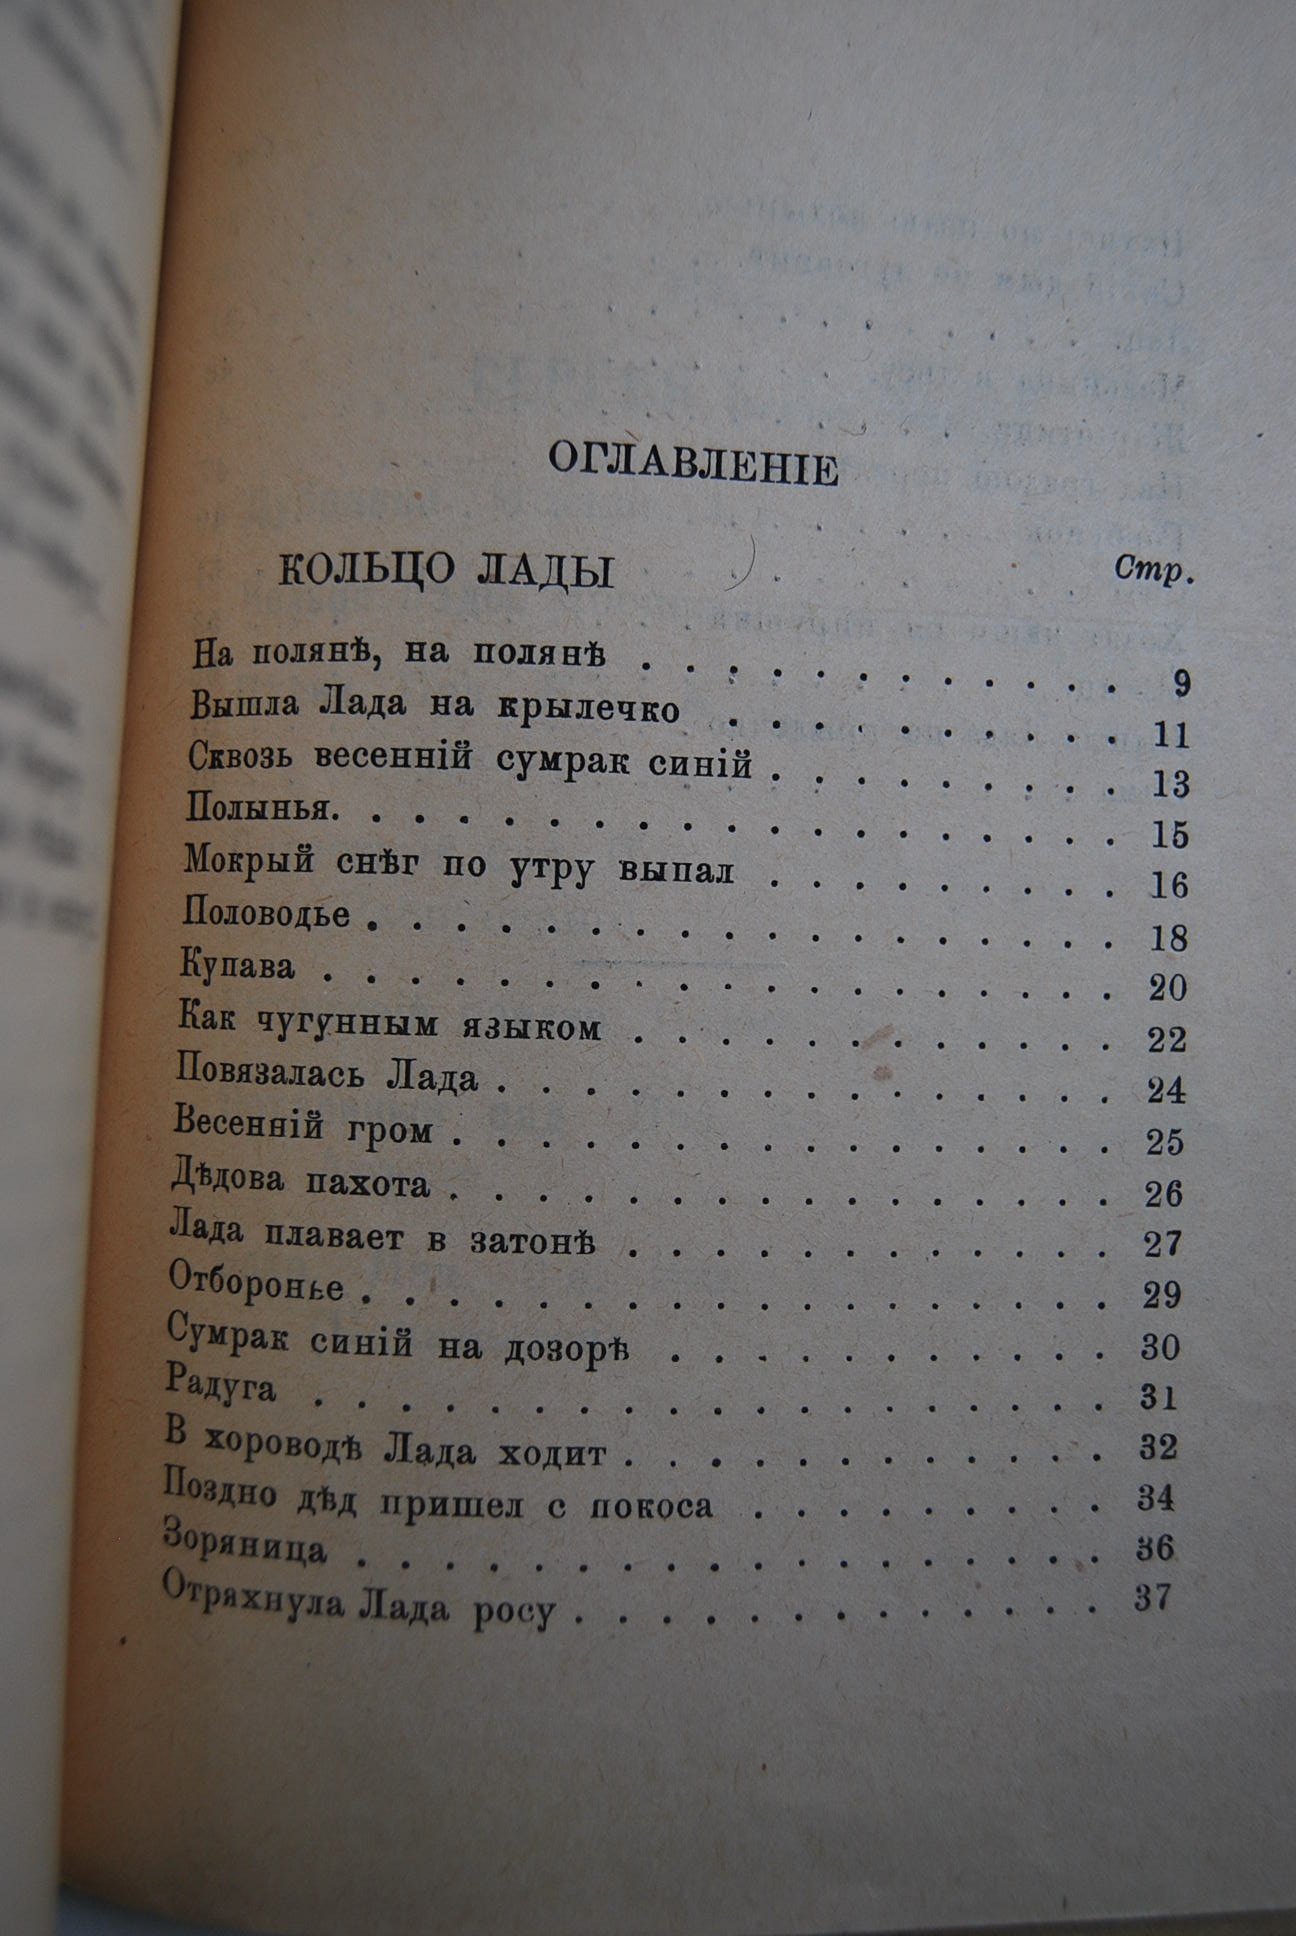 ОГЛАВЛЕНІЕ
КОЛЬЦО ЛАДЫ Стр.
На полянѣ, на полянѣ . . . . . . . . . . . 9
Вышла Лада на крылечко . . . . . . . . . 11
Сквозь весенній сумрак синій . . . . . . . . 13
Полынья. . . . . . . . . . . . . . . . . . 15
Мокрый снѣг по утру выпал . . . . . . . . 16
Половодье . . . . . . . . . . . . . . . . . 18
Купава . . . . . . . . . . . . . . . . . . . 20
Как чугунным языком . . . . . . . . . . . 22
Повязалась Лада . . . . . . . . . . . . . . 24
Весенній гром . . . . . . . . . . . . . . . 25
Дѣдова пахота . . . . . . . . . . . . . . . 26
Лада плавает в затонѣ . . . . . . . . . . . 27
Отборонье . . . . . . . . . . . . . . . . . 29
Сумрак синій на дозорѣ . . . . . . . . . . 30
Радуга . . . . . . . . . . . . . . . . . . . 31
В хороводѣ Лада ходит . . . . . . . . . . . 32
Поздно дѣд пришел с покоса . . . . . . . . 34
Зоряница . . . . . . . . . . . . . . . . . . 36
Отряхнула Лада росу . . . . . . . . . . . . 37